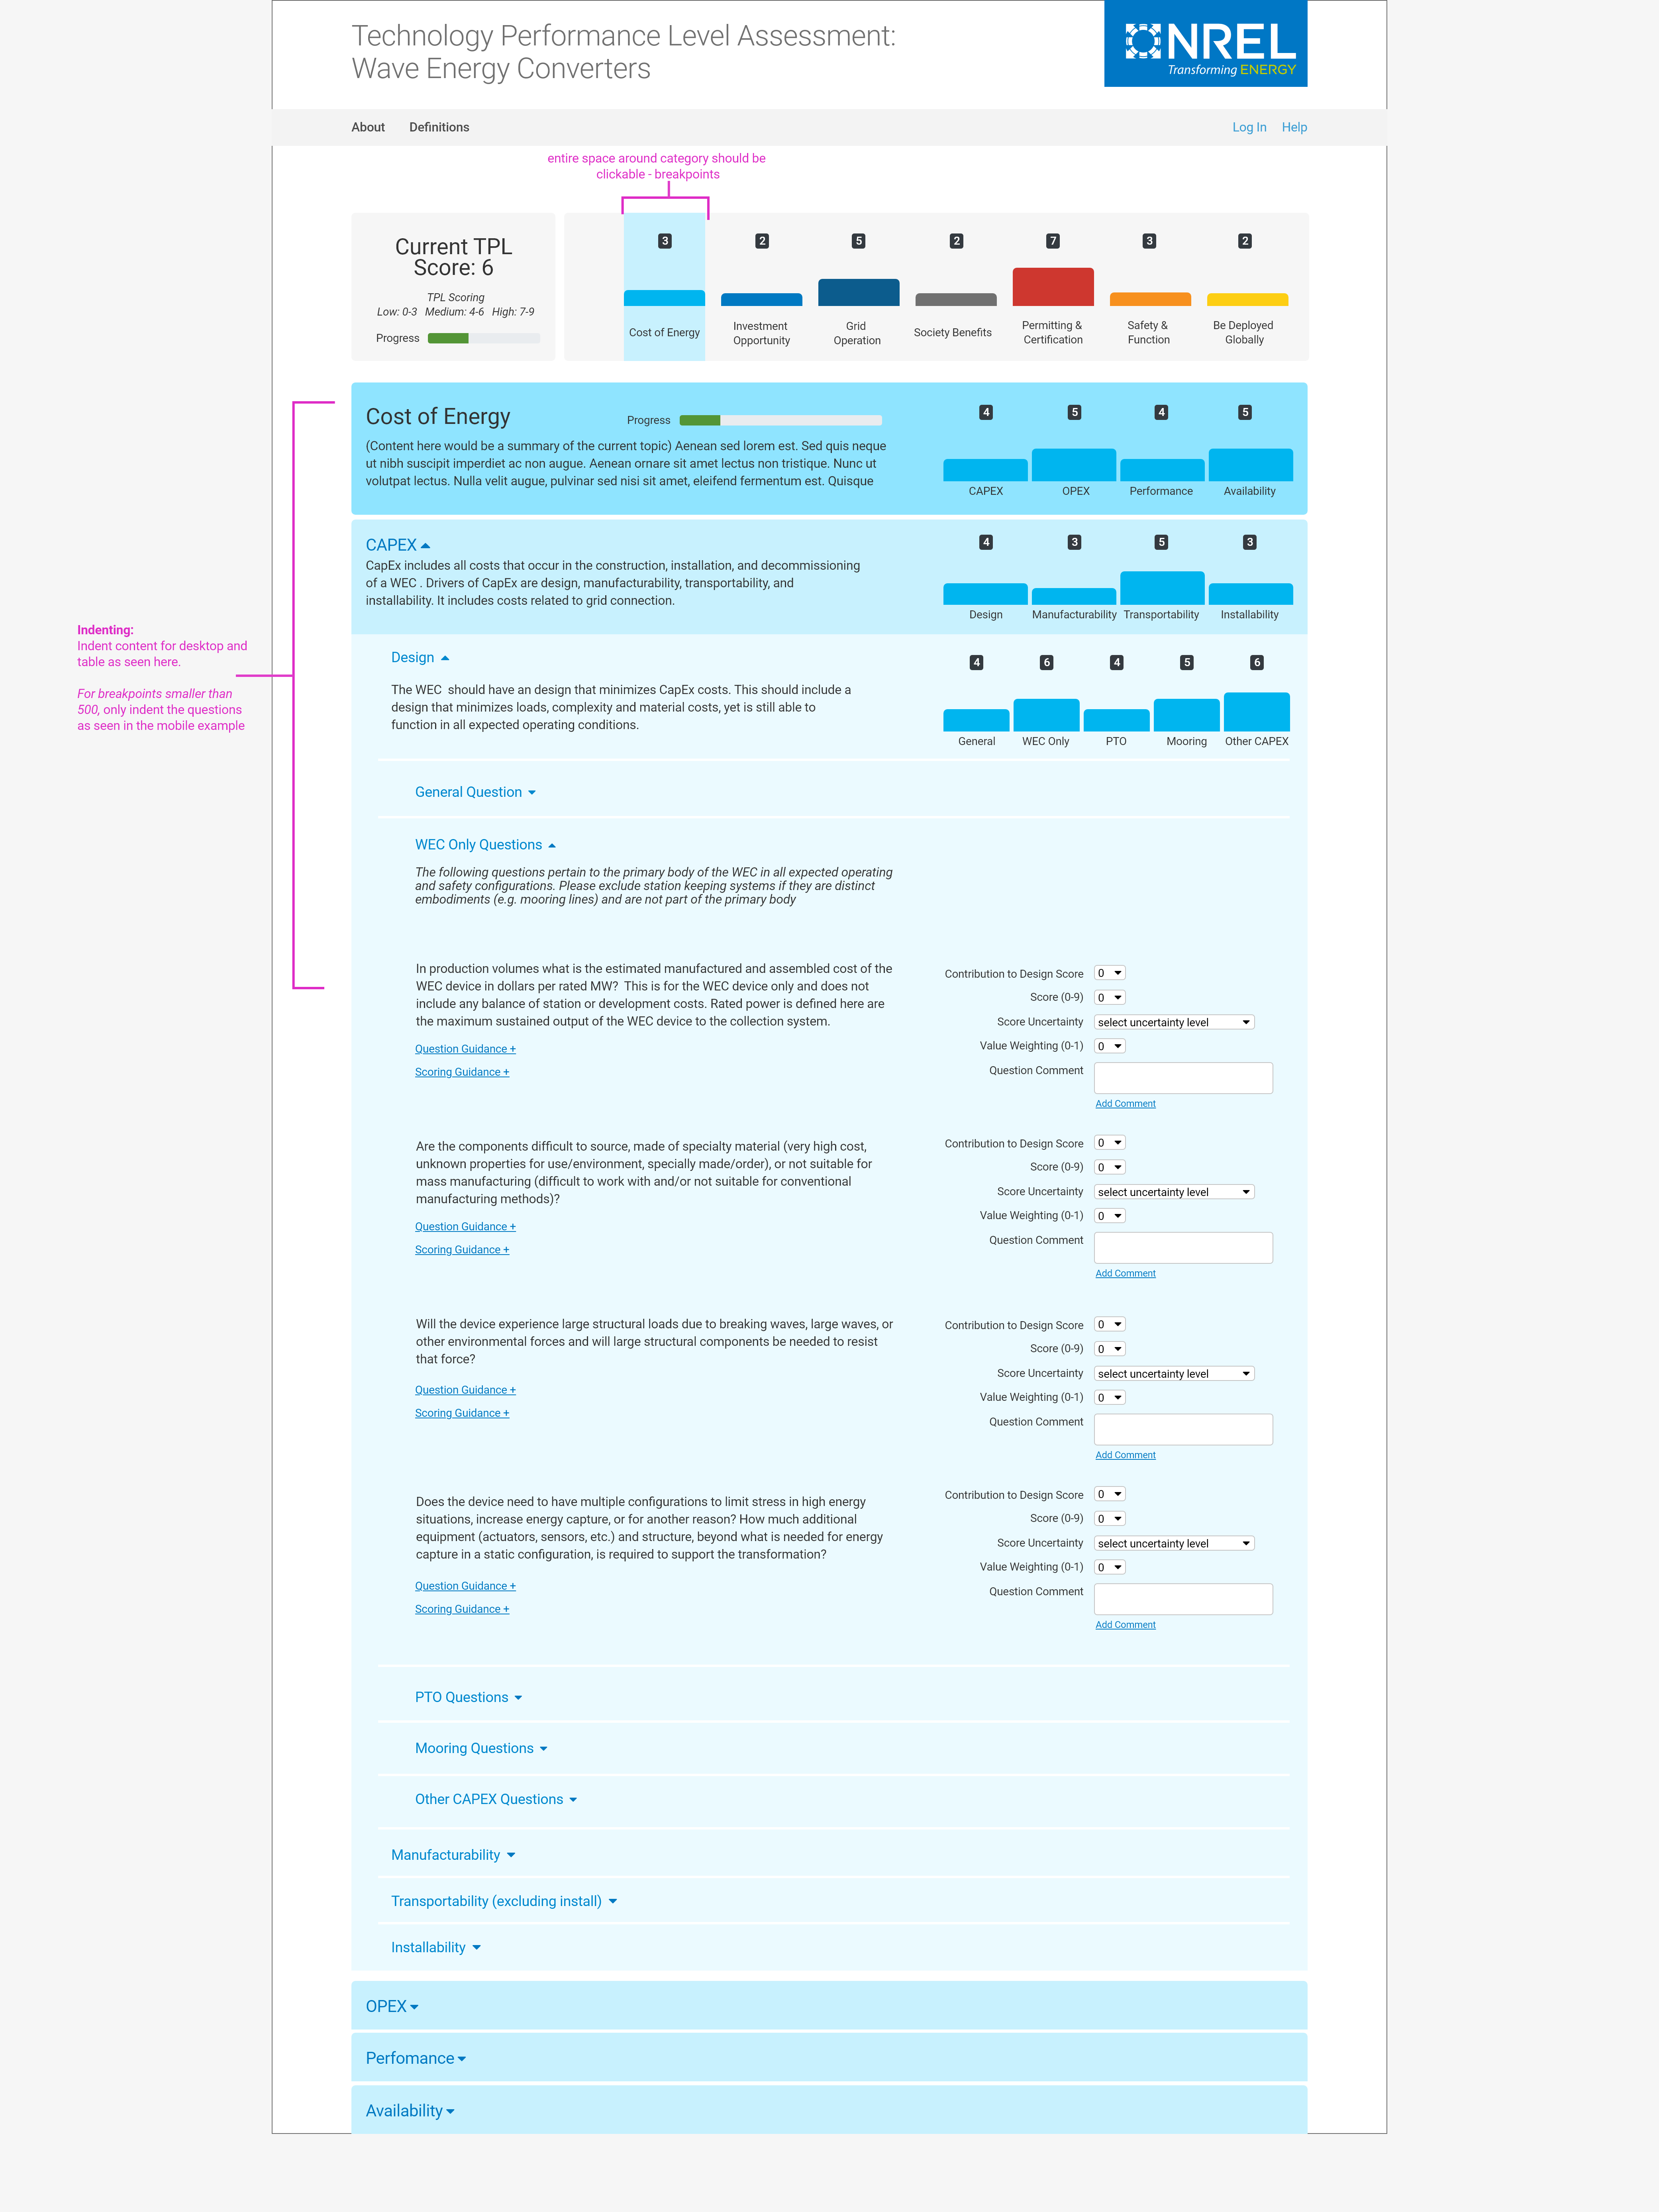 Technology Performance Level Assessment:
Wave Energy Converters
NREL
Transforming ENERGY
About Definitions Log In Help
entire space around category should be
clickable - breakpoints
Current TPL
Score: 6
TPL Scoring
Low: 0-3 Medium: 4-6 High: 7-9
Progress
3 2 5 2 7 3 2
Cost of Energy
Investment
Opportunity
Grid
Operation
Society Benefits
Permitting &
Certification
Safety &
Function
Be Deployed
Globally
Cost of Energy
Progress
(Content here would be a summary of the current topic) Aenean sed lorem est. Sed quis neque
ut nibh suscipit imperdiet ac non augue. Aenean ornare sit amet lectus non tristique. Nunc ut
volutpat lectus. Nulla velit augue, pulvinar sed nisi sit amet, eleifend fermentum est. Quisque
4 5 4 5
CAPEX OPEX Performance Availability
CAPEX
CapEx includes all costs that occur in the construction, installation, and decommissioning
of a WEC . Drivers of CapEx are design, manufacturability, transportability, and
installability. It includes costs related to grid connection.
4 3 5 3
Design Manufacturability Transportability Installability
Indenting:
Indent content for desktop and
table as seen here.
For breakpoints smaller than
500, only indent the questions
as seen in the mobile example
Design
The WEC should have an design that minimizes CapEx costs. This should include a
design that minimizes loads, complexity and material costs, yet is still able to
function in all expected operating conditions.
4 6 4 5 6
General WEC Only PTO Mooring Other CAPEX
General Question
WEC Only Questions
The following questions pertain to the primary body of the WEC in all expected operating
and safety configurations. Please exclude station keeping systems if they are distinct
embodiments (e.g. mooring lines) and are not part of the primary body
In production volumes what is the estimated manufactured and assembled cost of the
WEC device in dollars per rated MW? This is for the WEC device only and does not
include any balance of station or development costs. Rated power is defined here are
the maximum sustained output of the WEC device to the collection system.
Question Guidance +
Scoring Guidance +
Contribution to Design Score 0
Score (0-9) 0
Score Uncertainty select uncertainty level
Value Weighting (0-1) 0
Question Comment
Add Comment
Are the components difficult to source, made of specialty material (very high cost,
unknown properties for use/environment, specially made/order), or not suitable for
mass manufacturing (difficult to work with and/or not suitable for conventional
manufacturing methods)?
Question Guidance +
Scoring Guidance +
Contribution to Design Score 0
Score (0-9) 0
Score Uncertainty select uncertainty level
Value Weighting (0-1) 0
Question Comment
Add Comment
Will the device experience large structural loads due to breaking waves, large waves, or
other environmental forces and will large structural components be needed to resist
that force?
Question Guidance +
Scoring Guidance +
Contribution to Design Score 0
Score (0-9) 0
Score Uncertainty select uncertainty level
Value Weighting (0-1) 0
Question Comment
Add Comment
Does the device need to have multiple configurations to limit stress in high energy
situations, increase energy capture, or for another reason? How much additional
equipment (actuators, sensors, etc.) and structure, beyond what is needed for energy
capture in a static configuration, is required to support the transformation?
Question Guidance +
Scoring Guidance +
Contribution to Design Score 0
Score (0-9) 0
Score Uncertainty select uncertainty level
Value Weighting (0-1) 0
Question Comment
Add Comment
PTO Questions
Mooring Questions
Other CAPEX Questions
Manufacturability
Transportability (excluding install)
Installability
OPEX
Perfomance
Availability